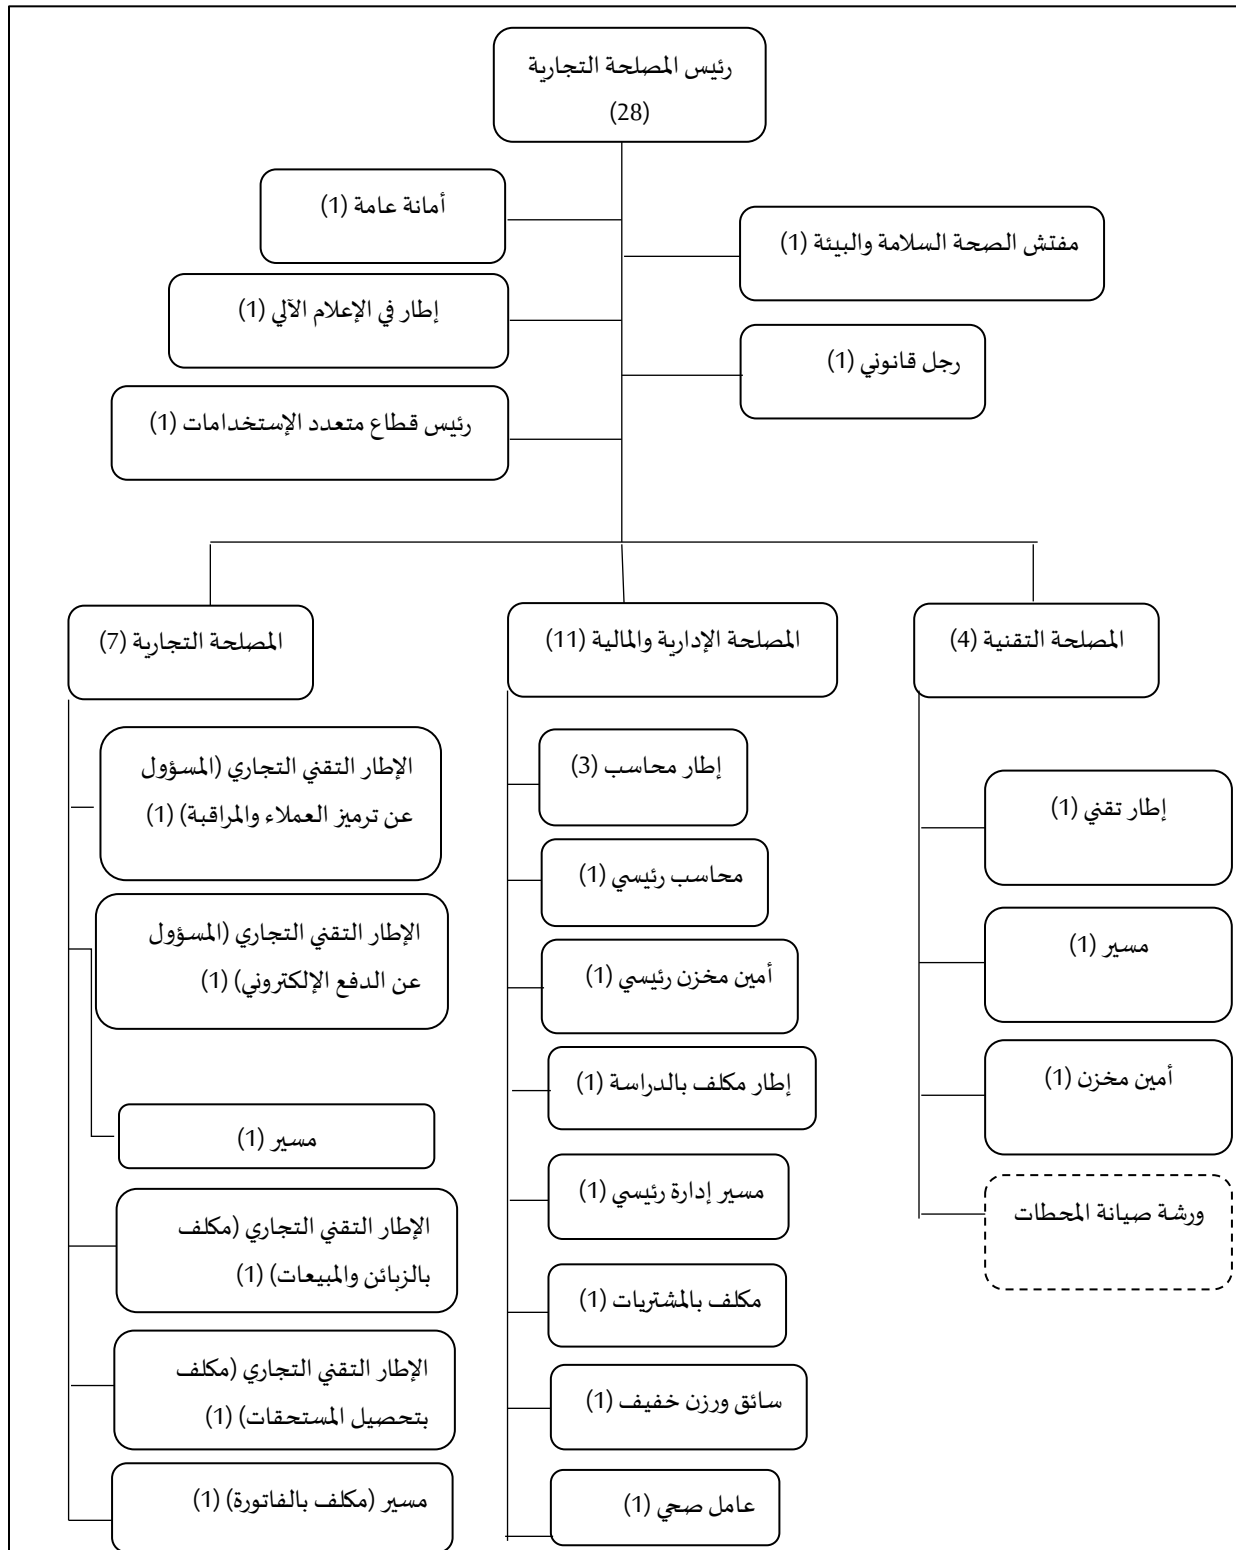 رئيس المصلحة التجارية
(28)
أمانة عامة (1)
مفتش الصحة السلامة والبيئة (1)
إطار في الإعلام الآلي (1)
رجل قانوني (1)
رئيس قطاع متعدد الإستخدامات (1)
المصلحة التقنية (4)
إطار تقني (1)
مسير (1)
أمين مخزن (1)
ورشة صيانة المحطات
المصلحة الإدارية والمالية (11)
إطار محاسب (3)
محاسب رئيسي (1)
أمين مخزن رئيسي (1)
إطار مكلف بالدراسة (1)
مسير إدارة رئيسي (1)
مكلف بالمشتريات (1)
سائق ورزن خفيف (1)
عامل صحي (1)
المصلحة التجارية (7)
الإطار التقني التجاري (المسؤول
عن ترميز العملاء والمراقبة) (1)
الإطار التقني التجاري (المسؤول
عن الدفع الإلكتروني) (1)
مسير (1)
الإطار التقني التجاري (مكلف
بالزبائن والمبيعات) (1)
الإطار التقني التجاري (مكلف
بتحصيل المستحقات) (1)
مسير (مكلف بالفاتورة) (1)